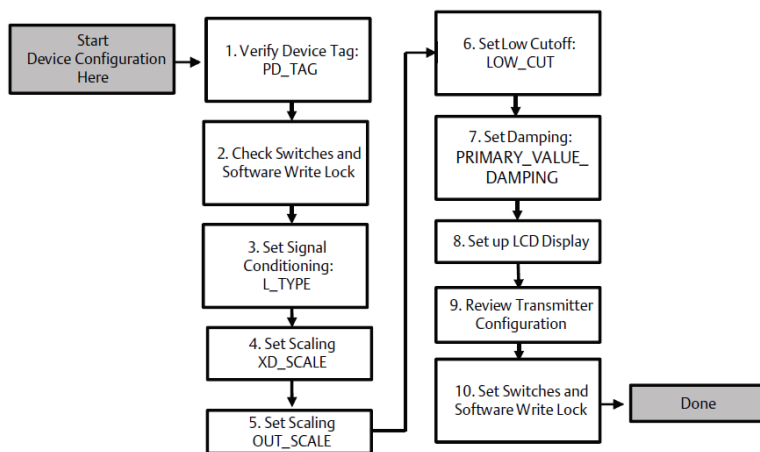 Start
Device Configuration
Here
1. Verify Device Tag:
PD_TAG
2. Check Switches and
Software Write Lock
3. Set Signal
Conditioning:
L_TYPE
4. Set Scaling
XD_SCALE
5. Set Scaling
OUT_SCALE
6. Set Low Cutoff:
LOW_CUT
7. Set Damping:
PRIMARY_VALUE_
DAMPING
8. Set up LCD Display
9. Review Transmitter
Configuration
10. Set Switches and
Software Write Lock
Done